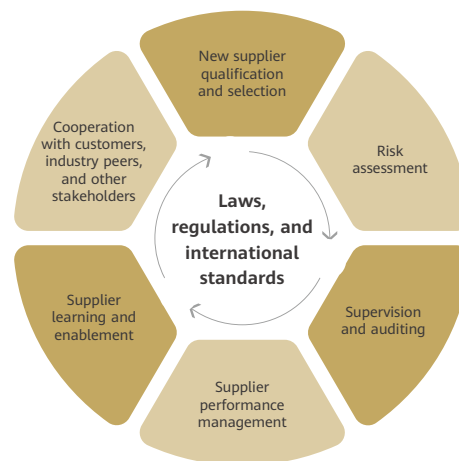 New supplier
qualification
and selection
Risk
assessment
Supervision
and auditing
Supplier
performance
management
Supplier
learning and
enablement
Cooperation
with customers,
industry peers,
and other
stakeholders
Laws,
regulations, and
international
standards